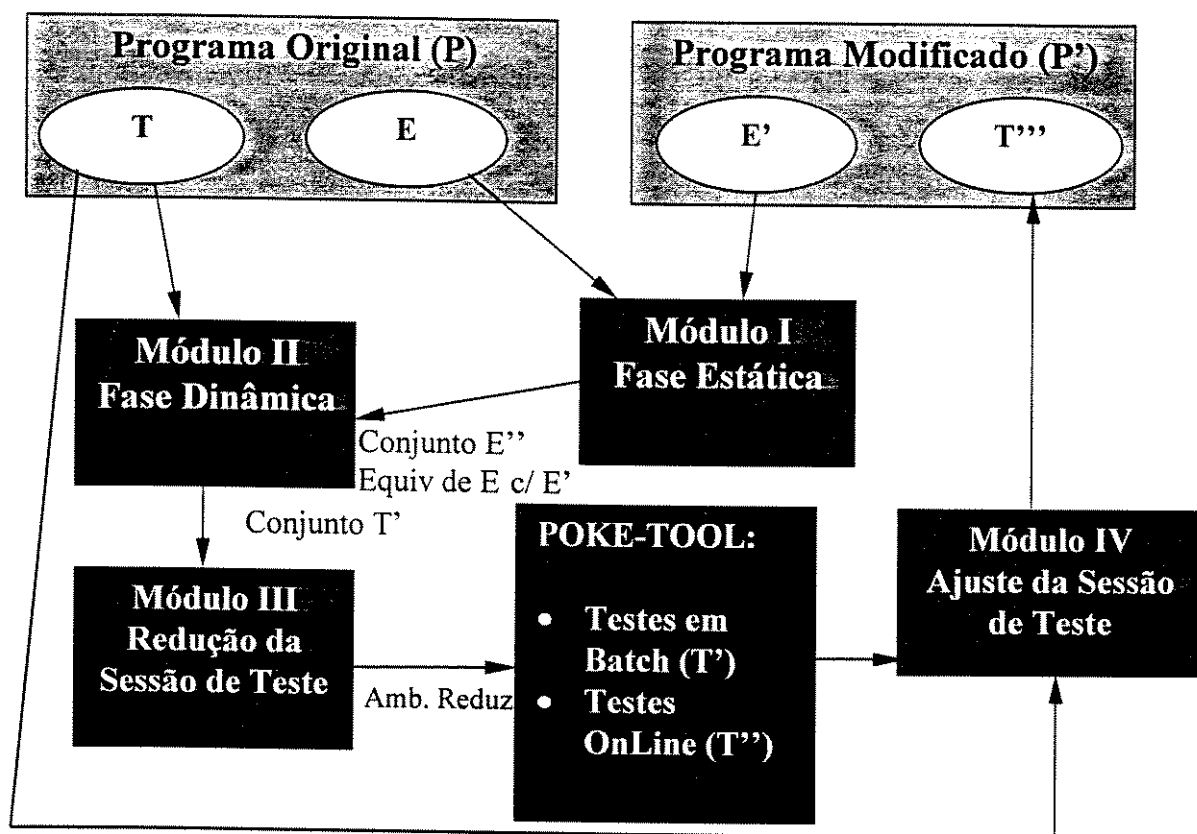 Programa Original (P)
T
E
Programa Modificado (P’)
E’
T’’’
Módulo II
Fase Dinâmica
Módulo I
Fase Estática
Conjunto E’’
Equiv de E c/ E’
Conjunto T’
Módulo III
Redução da
Sessão de Teste
Amb. Reduz
POKE-TOOL:
• Testes em
Batch (T’)
• Testes
OnLine (T’’)
Módulo IV
Ajuste da Sessão
de Teste